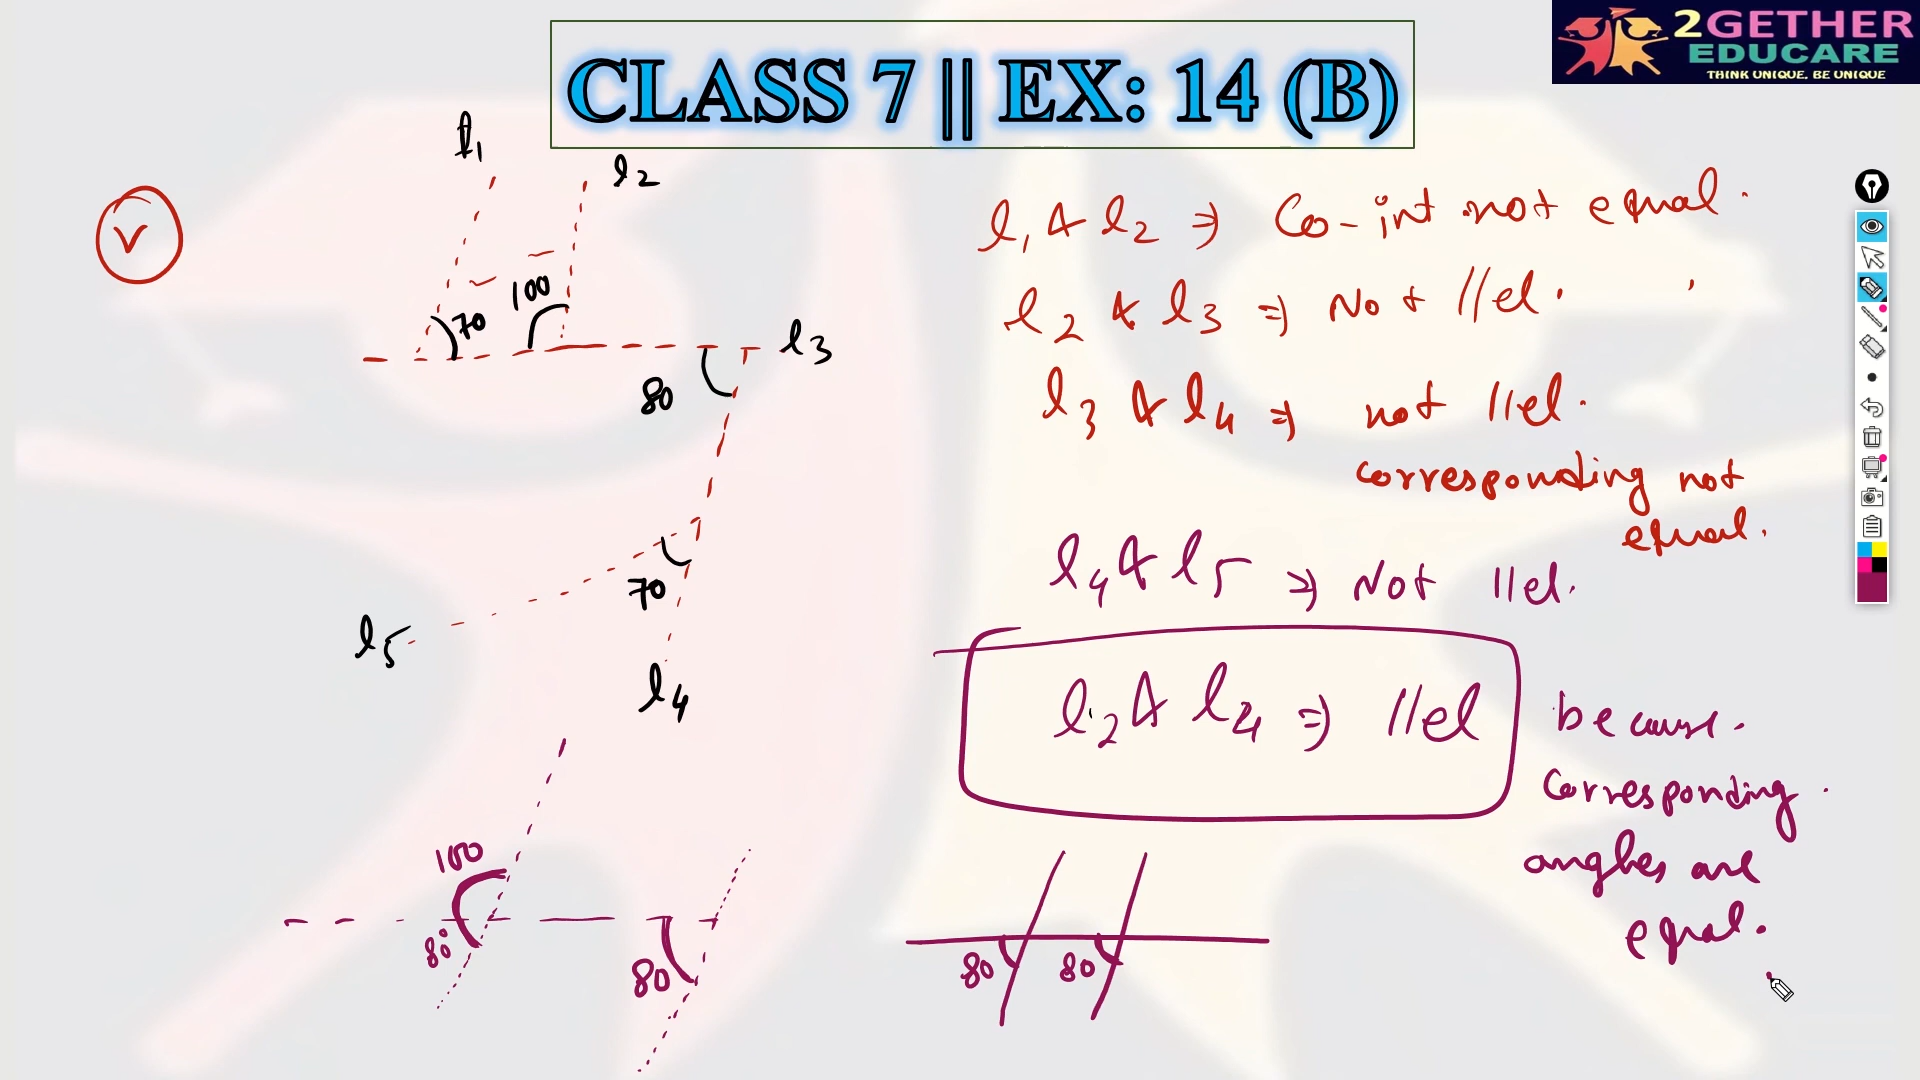 2GETHER
EDUCARE
THINK UNIQUE, BE UNIQUE
CLASS 7 || EX: 14 (B)
v
l1
l2
70
100
l3
80
70
l5
l4
l1 & l2 ⇒ Co-int not equal.
l2 & l3 ⇒ Not //el.
l3 & l4 ⇒ not //el.
corresponding not
equal.
l4 & l5 ⇒ Not //el.
l2 & l4 ⇒ //el
because.
Corresponding
angles are
equal.
100
80°
80
80
80